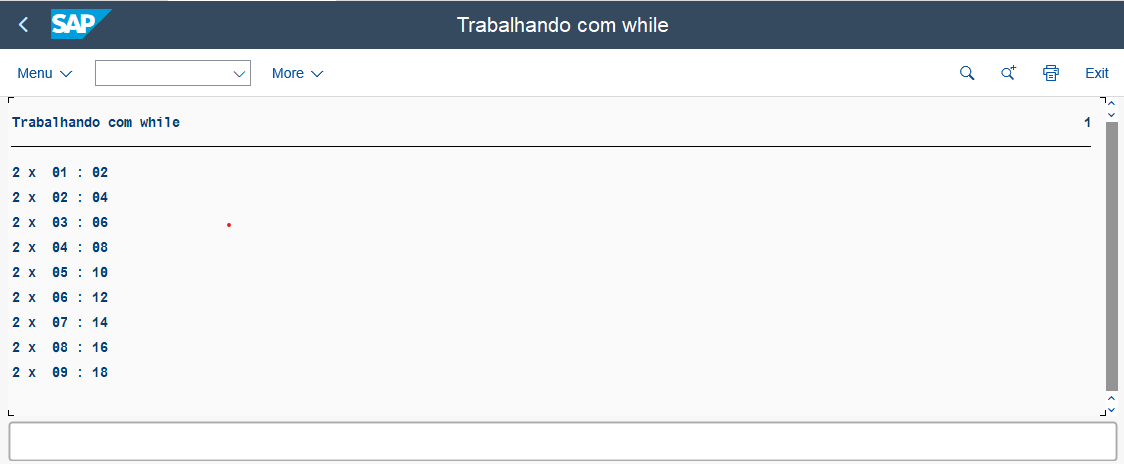 SAP Trabalhando com while
Menu More Exit
Trabalhando com while 1
2 x  01 : 02
2 x  02 : 04
2 x  03 : 06
2 x  04 : 08
2 x  05 : 10
2 x  06 : 12
2 x  07 : 14
2 x  08 : 16
2 x  09 : 18